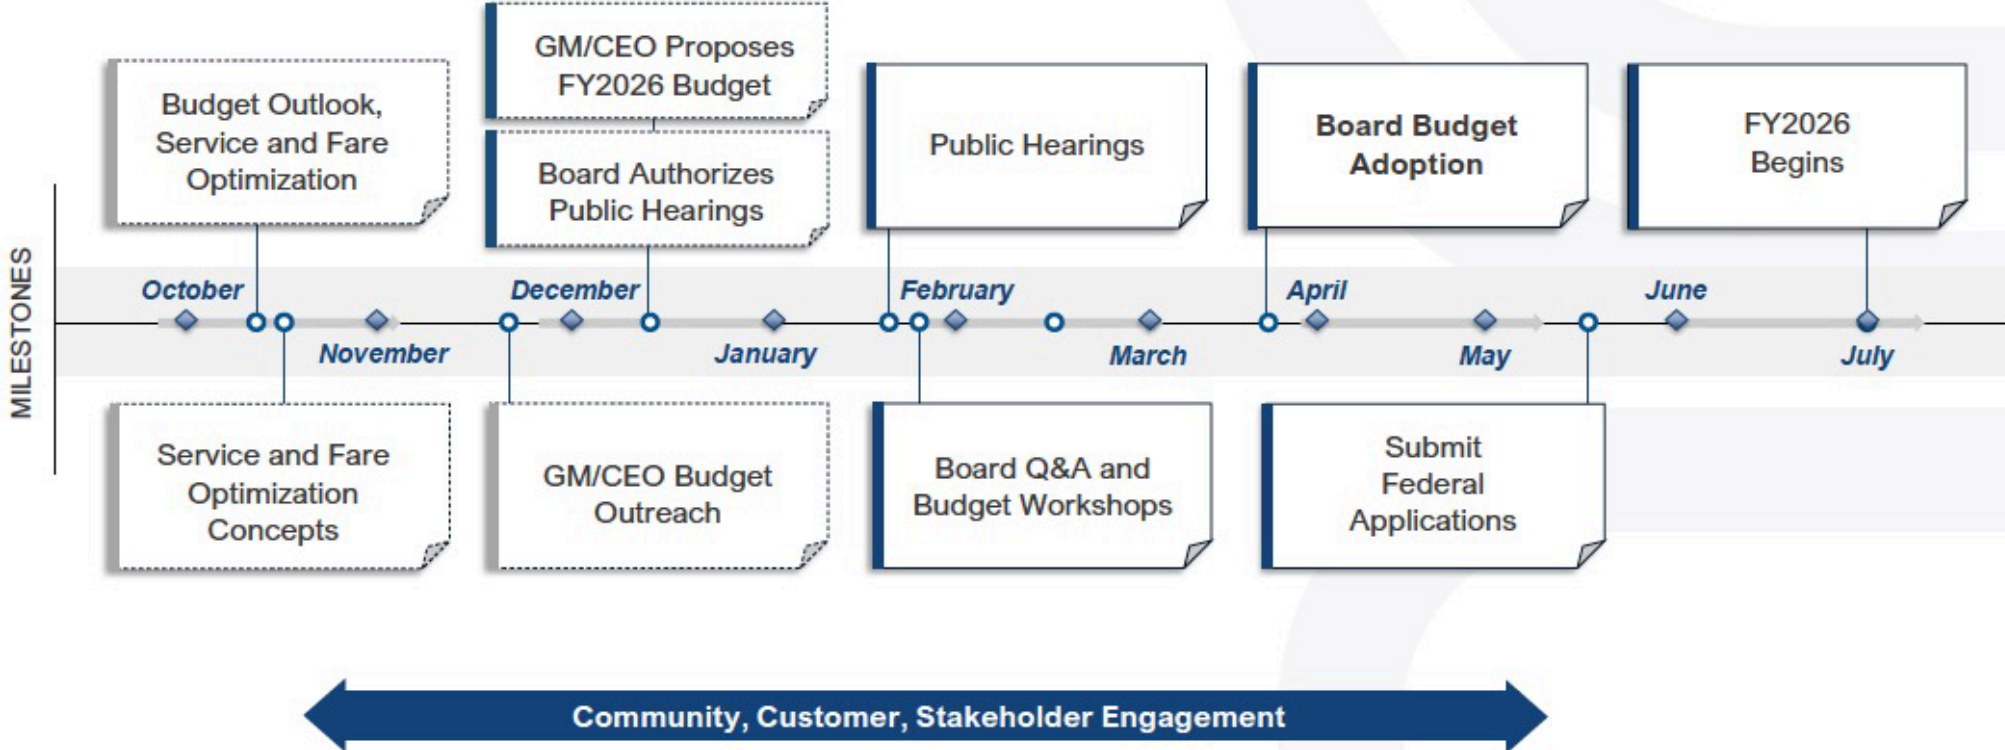 GM/CEO Proposes
FY2026 Budget
Budget Outlook,
Service and Fare
Optimization
Board Authorizes
Public Hearings
Public Hearings
Board Budget
Adoption
FY2026
Begins
MILESTONES
October
December
February
April
June
November
January
March
May
July
Service and Fare
Optimization
Concepts
GM/CEO Budget
Outreach
Board Q&A and
Budget Workshops
Submit
Federal
Applications
Community, Customer, Stakeholder Engagement